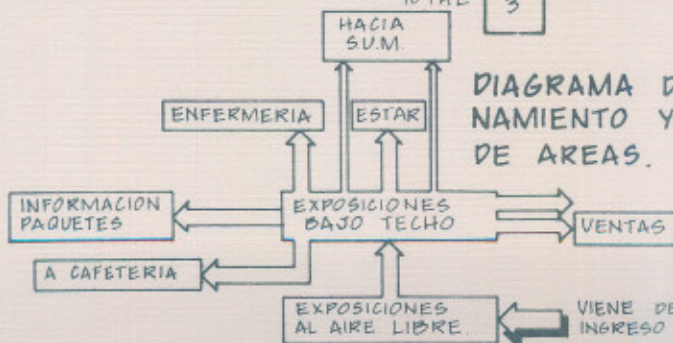 3
HACIA
S.U.M.
DIAGRAMA
NAMIENTO Y
DE AREAS.
ENFERMERIA
ESTAR
INFORMACION
PAQUETES
EXPOSICIONES
BAJO TECHO
VENTAS
A CAFETERIA
EXPOSICIONES
AL AIRE LIBRE.
VIENE DE
INGRESO